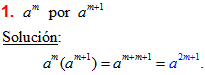 1. a^m por a^{m+1}
Solución:
a^m(a^{m+1}) = a^{m+m+1} = a^{2m+1}.